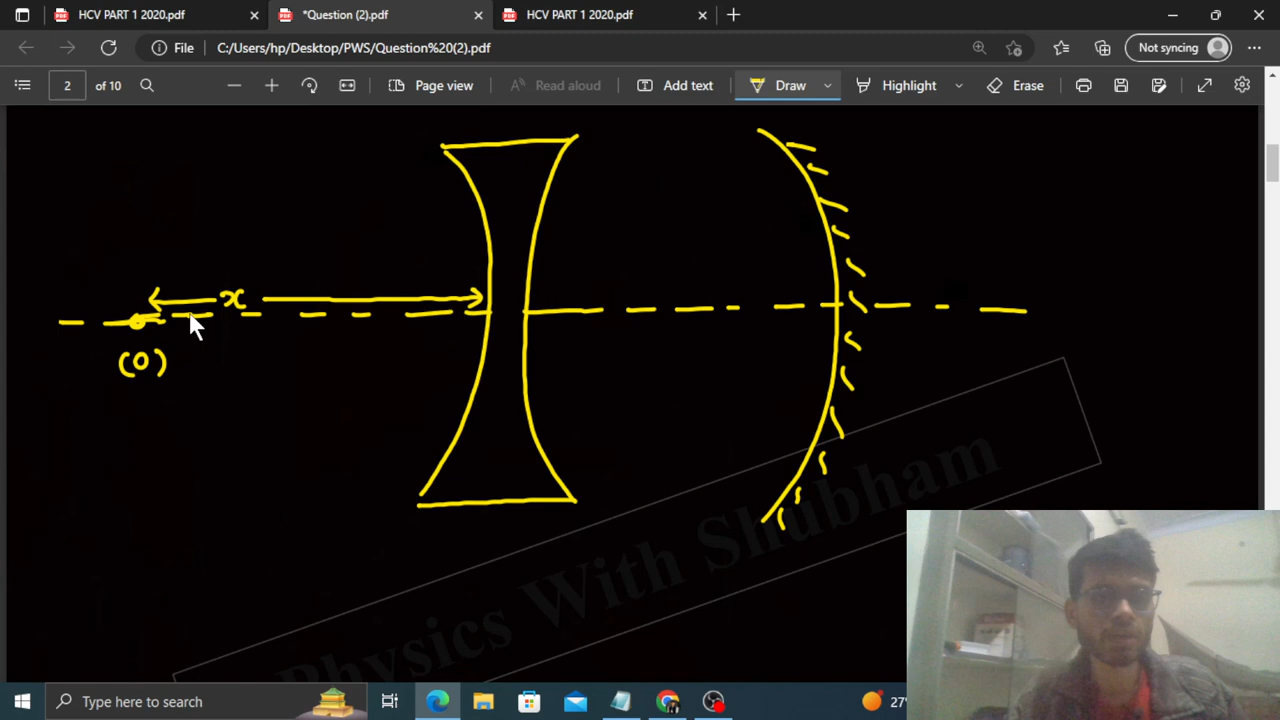 HCV PART 1 2020.pdf
*Question (2).pdf
HCV PART 1 2020.pdf
File
C:/Users/hp/Desktop/PWS/Question%20(2).pdf
Not syncing
2
of 10
Page view
Read aloud
Add text
Draw
Highlight
Erase
x
(O)
Physics With Shubham
Type here to search
27°